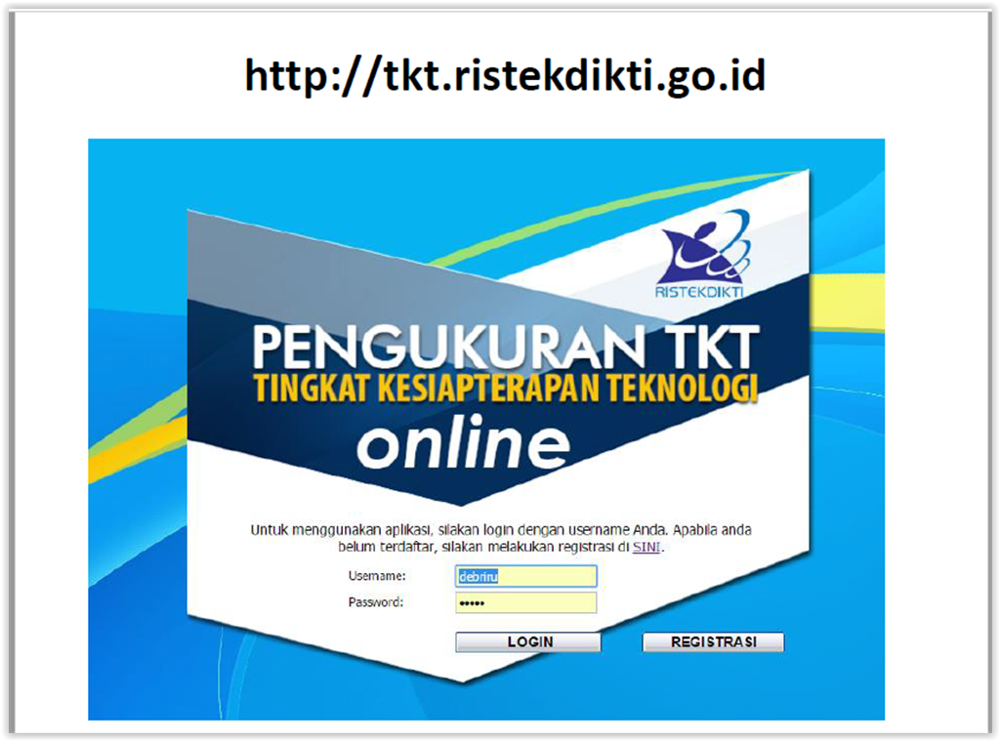 http://tkt.ristekdikti.go.id
RISTEKDIKTI
PENGUKURAN TKT
TINGKAT KESIAPTERAPAN TEKNOLOGI
online
Untuk menggunakan aplikasi, silakan login dengan username Anda. Apabila anda
belum terdaftar, silakan melakukan registrasi di SINI.
Username: debriru
Password: •••••
LOGIN REGISTRASI